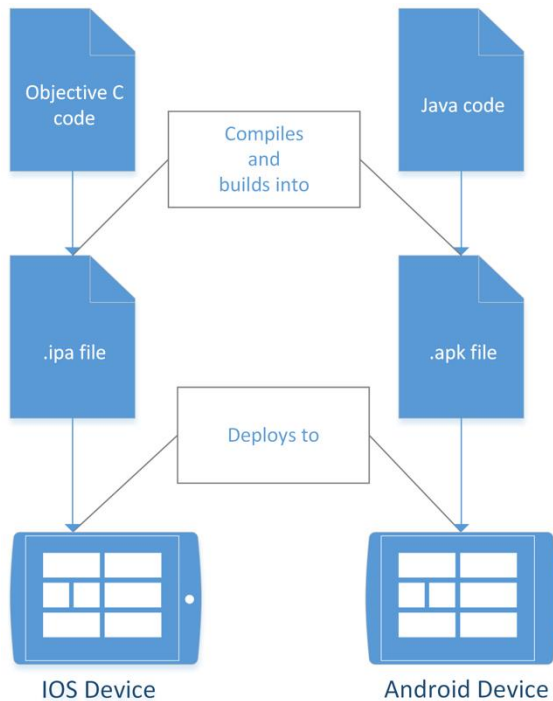 Objective C
code
Java code
Compiles
and
builds into
.ipa file
.apk file
Deploys to
IOS Device
Android Device